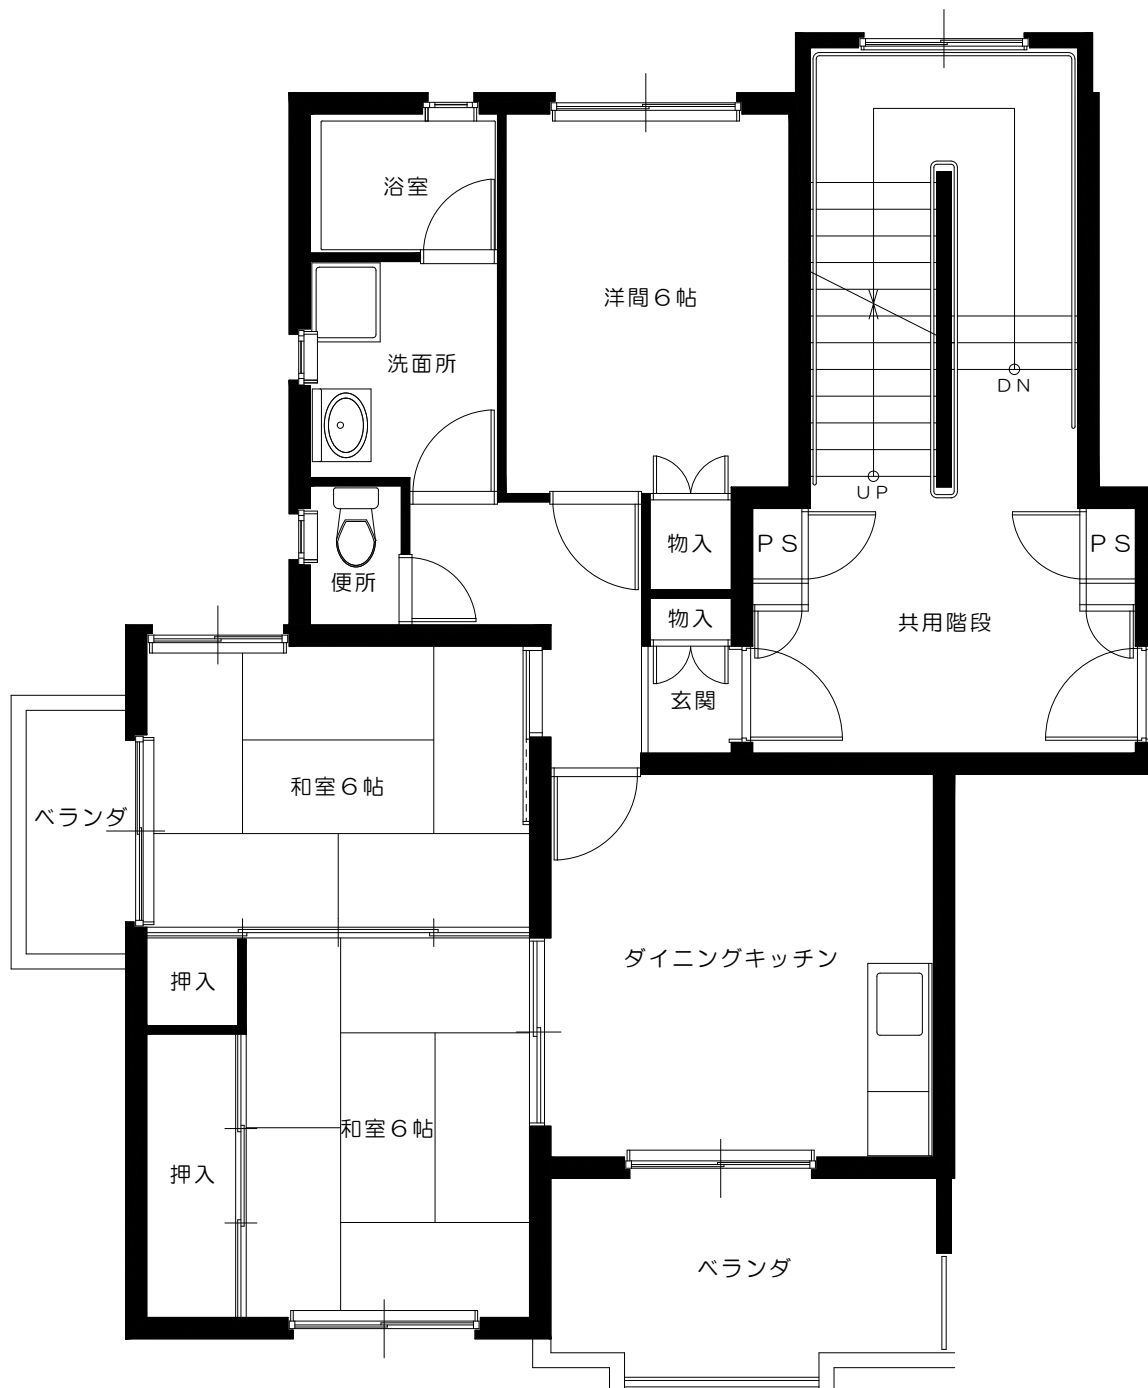 浴室
洋間６帖
洗面所
DN
UP
物入
PS
PS
便所
物入
共用階段
玄関
和室６帖
ベランダ
ダイニングキッチン
押入
和室６帖
押入
ベランダ